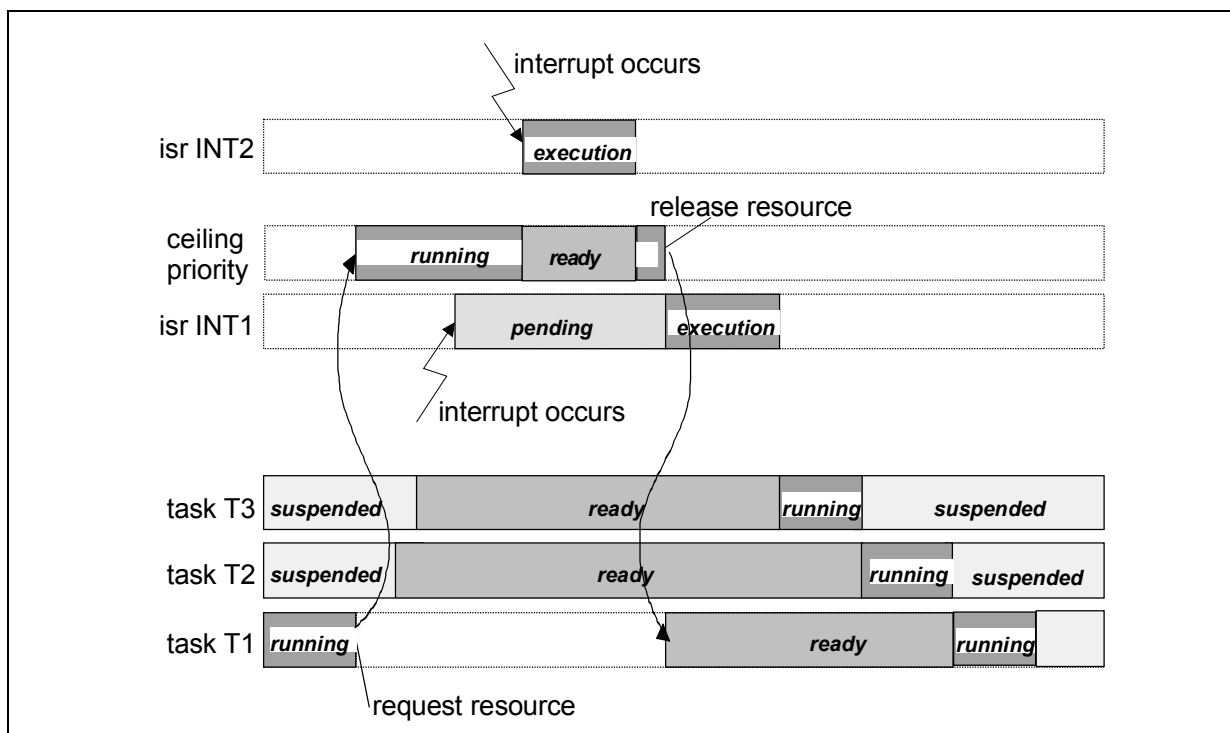 interrupt occurs
isr INT2
execution
release resource
ceiling
priority
running
ready
isr INT1
pending
execution
interrupt occurs
task T3
suspended
ready
running
suspended
task T2
suspended
ready
running
suspended
task T1
running
ready
running
request resource